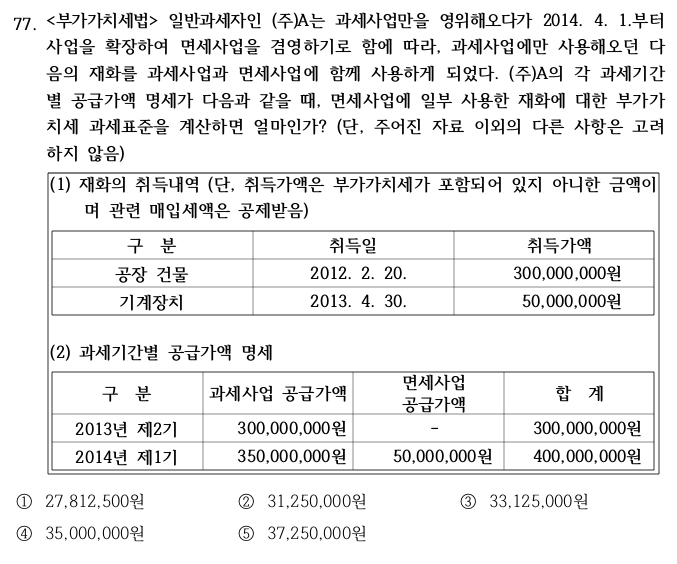 77. <부가가치세법> 일반과세자인 (주)A는 과세사업만을 영위해오다가 2014. 4. 1.부터
사업을 확장하여 면세사업을 겸영하기로 함에 따라, 과세사업에만 사용해오던 다
음의 재화를 과세사업과 면세사업에 함께 사용하게 되었다. (주)A의 각 과세기간
별 공급가액 명세가 다음과 같을 때, 면세사업에 일부 사용한 재화에 대한 부가가
치세 과세표준을 계산하면 얼마인가? (단, 주어진 자료 이외의 다른 사항은 고려
하지 않음)
(1) 재화의 취득내역 (단, 취득가액은 부가가치세가 포함되어 있지 아니한 금액이
며 관련 매입세액은 공제받음)
구 분 취득일 취득가액
공장 건물 2012. 2. 20. 300,000,000원
기계장치 2013. 4. 30. 50,000,000원
(2) 과세기간별 공급가액 명세
구 분 과세사업 공급가액 면세사업 공급가액 합 계
2013년 제2기 300,000,000원 - 300,000,000원
2014년 제1기 350,000,000원 50,000,000원 400,000,000원
① 27,812,500원 ② 31,250,000원 ③ 33,125,000원
④ 35,000,000원 ⑤ 37,250,000원